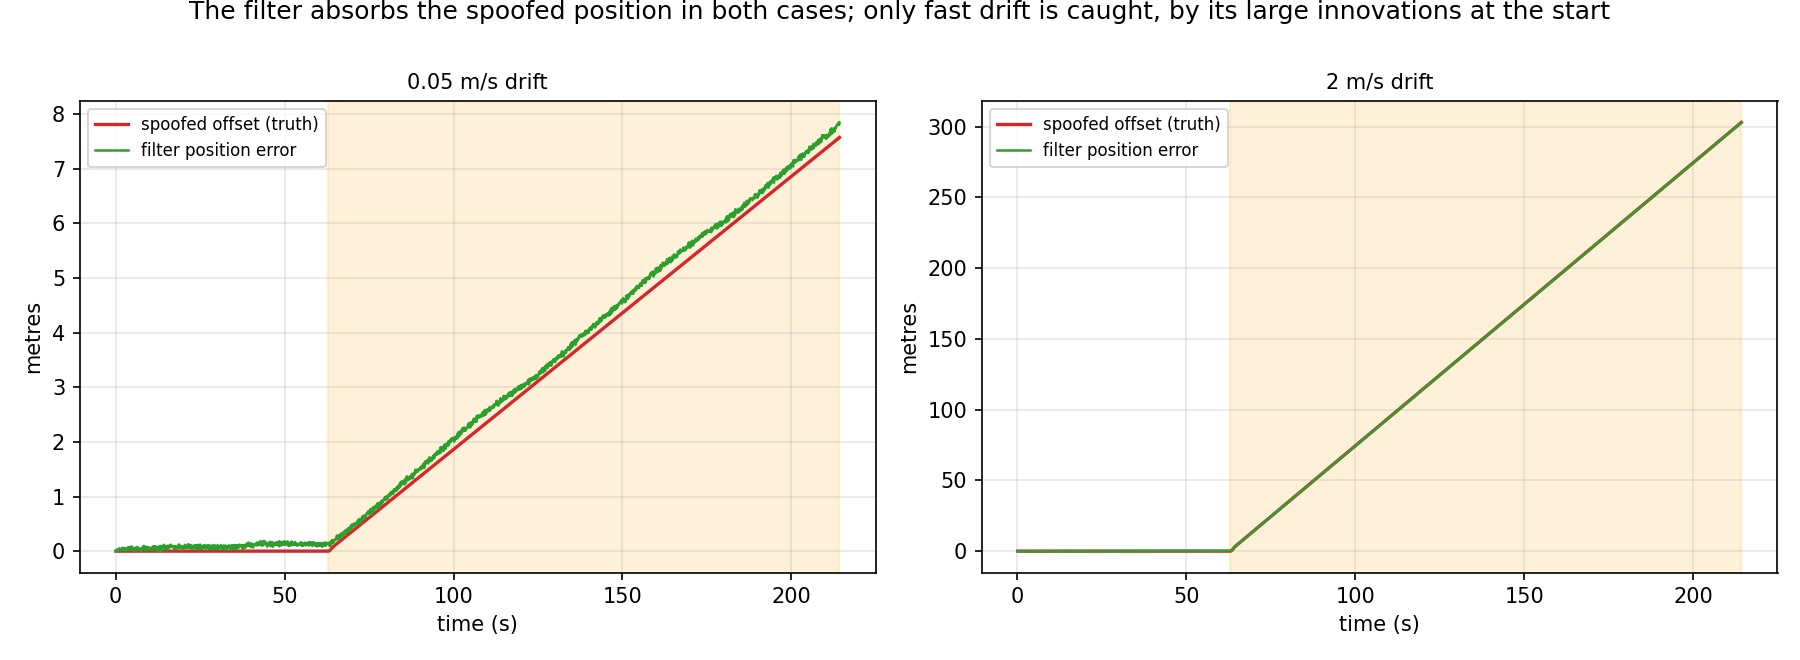 The filter absorbs the spoofed position in both cases; only fast drift is caught, by its large innovations at the start
0.05 m/s drift
spoofed offset (truth)
filter position error
metres
8
7
6
5
4
3
2
1
0
0 50 100 150 200
time (s)
2 m/s drift
spoofed offset (truth)
filter position error
metres
300
250
200
150
100
50
0
0 50 100 150 200
time (s)